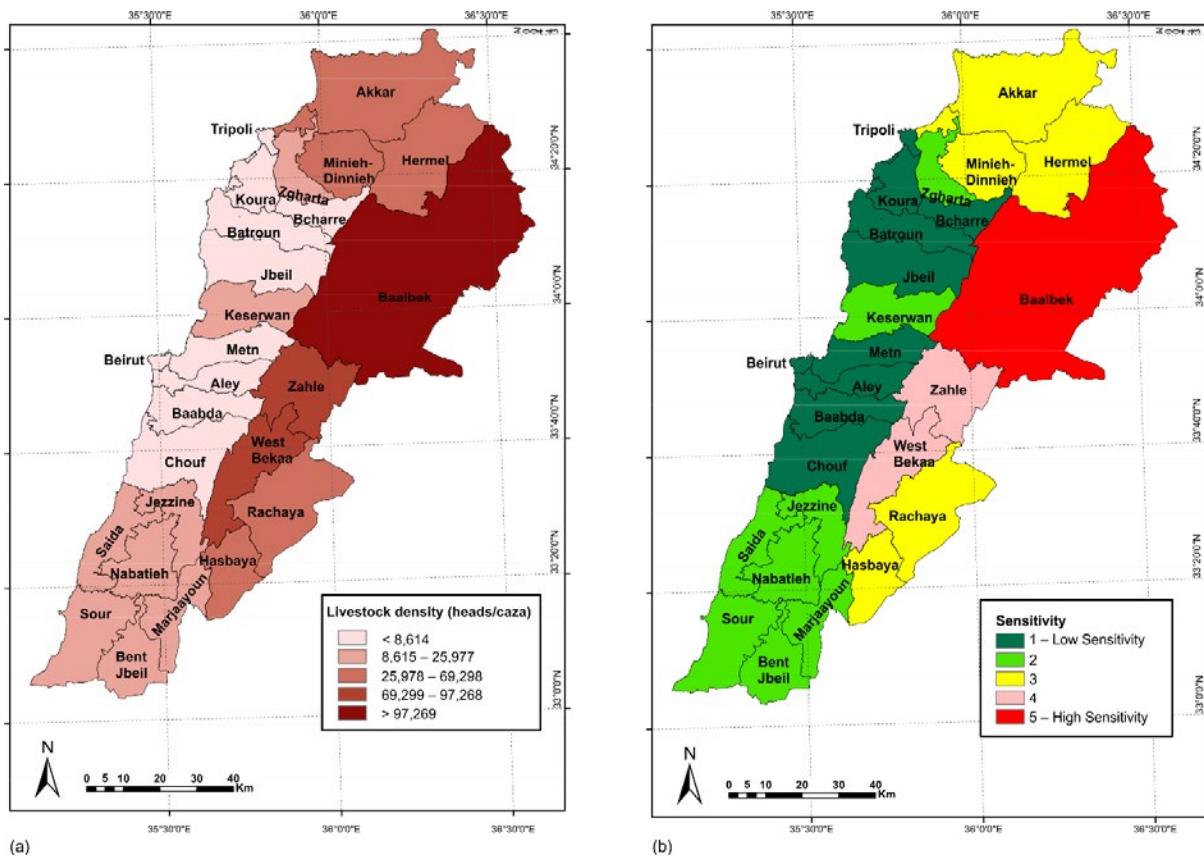 35°30'0"E
36°0'0"E
36°30'0"E
Akkar
Tripoli
Minieh-
Dinnieh
Hermel
Koura
Zgharta
Bcharre
Batroun
Jbeil
Baalbek
Keserwan
Beirut
Metn
Zahle
Aley
Baabda
West
Bekaa
Chouf
Jezzine
Rachaya
Saida
Hasbaya
Nabatieh
Marjaayoun
Sour
Bent
Jbeil
34°20'0"N
34°0'0"N
33°40'0"N
33°20'0"N
33°0'0"N
Livestock density (heads/caza)
< 8,614
8,615 – 25,977
25,978 – 69,298
69,299 – 97,268
> 97,269
N
0 5 10 20 30 40
Km
35°30'0"E
36°0'0"E
36°30'0"E
(a)
35°30'0"E
36°0'0"E
36°30'0"E
Akkar
Tripoli
Minieh-
Dinnieh
Hermel
Koura
Zgharta
Bcharre
Batroun
Jbeil
Baalbek
Keserwan
Beirut
Metn
Zahle
Aley
Baabda
West
Bekaa
Chouf
Jezzine
Rachaya
Saida
Hasbaya
Nabatieh
Marjaayoun
Sour
Bent
Jbeil
34°20'0"N
34°0'0"N
33°40'0"N
33°20'0"N
33°0'0"N
Sensitivity
1 – Low Sensitivity
2
3
4
5 – High Sensitivity
N
0 5 10 20 30 40
Km
35°30'0"E
36°0'0"E
36°30'0"E
(b)